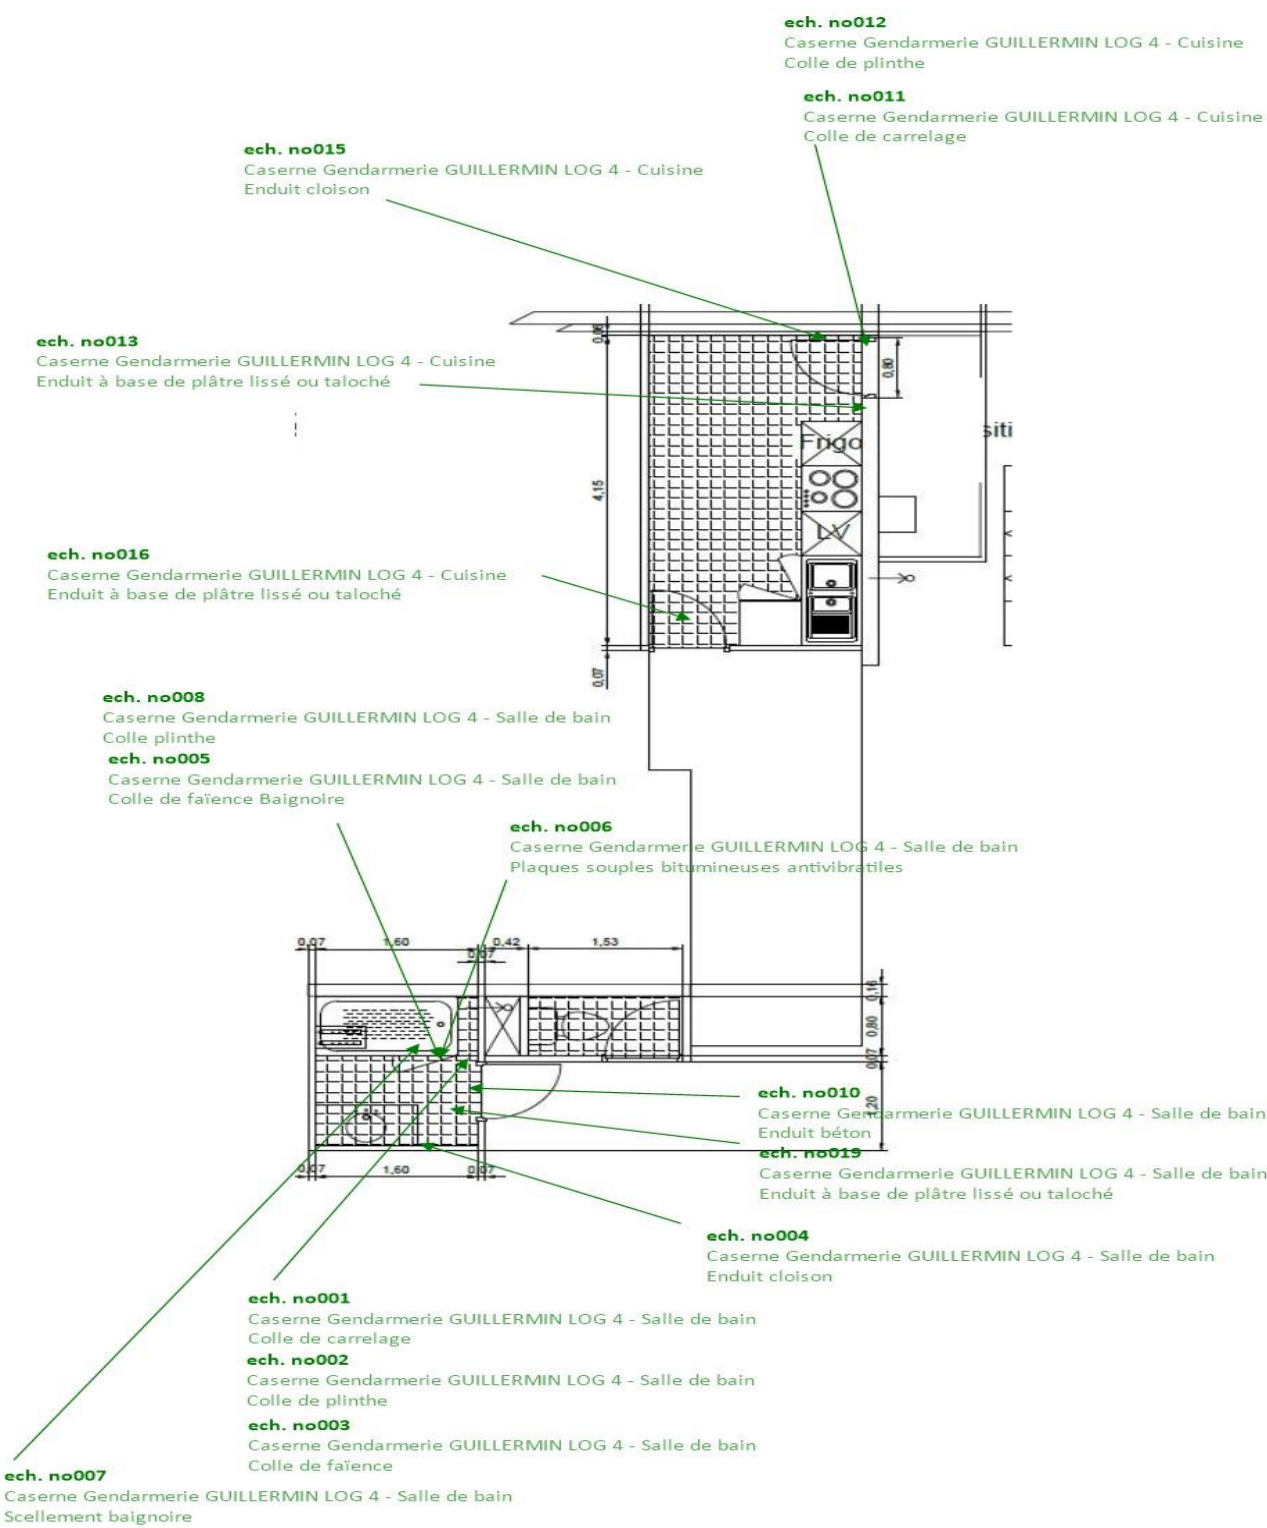 ech. no012
Caserne Gendarmerie GUILLERMIN LOG 4 - Cuisine
Colle de plinthe
ech. no011
Caserne Gendarmerie GUILLERMIN LOG 4 - Cuisine
Colle de carrelage
ech. no015
Caserne Gendarmerie GUILLERMIN LOG 4 - Cuisine
Enduit cloison
ech. no013
Caserne Gendarmerie GUILLERMIN LOG 4 - Cuisine
Enduit à base de plâtre lissé ou taloché
0,06
0,80
Frigo
siti
4,15
LV
ech. no016
Caserne Gendarmerie GUILLERMIN LOG 4 - Cuisine
Enduit à base de plâtre lissé ou taloché
0,07
ech. no008
Caserne Gendarmerie GUILLERMIN LOG 4 - Salle de bain
Colle plinthe
ech. no005
Caserne Gendarmerie GUILLERMIN LOG 4 - Salle de bain
Colle de faïence Baignoire
ech. no006
Caserne Gendarmerie GUILLERMIN LOG 4 - Salle de bain
Plaques souples bitumineuses antivibratiles
0,07 1,60 0,42 1,53
0,07
0,16
0,80
0,07
1,20
ech. no010
Caserne Gendarmerie GUILLERMIN LOG 4 - Salle de bain
Enduit béton
ech. no019
Caserne Gendarmerie GUILLERMIN LOG 4 - Salle de bain
Enduit à base de plâtre lissé ou taloché
0,07 1,60 0,07
ech. no004
Caserne Gendarmerie GUILLERMIN LOG 4 - Salle de bain
Enduit cloison
ech. no001
Caserne Gendarmerie GUILLERMIN LOG 4 - Salle de bain
Colle de carrelage
ech. no002
Caserne Gendarmerie GUILLERMIN LOG 4 - Salle de bain
Colle de plinthe
ech. no003
Caserne Gendarmerie GUILLERMIN LOG 4 - Salle de bain
Colle de faïence
ech. no007
Caserne Gendarmerie GUILLERMIN LOG 4 - Salle de bain
Scellement baignoire